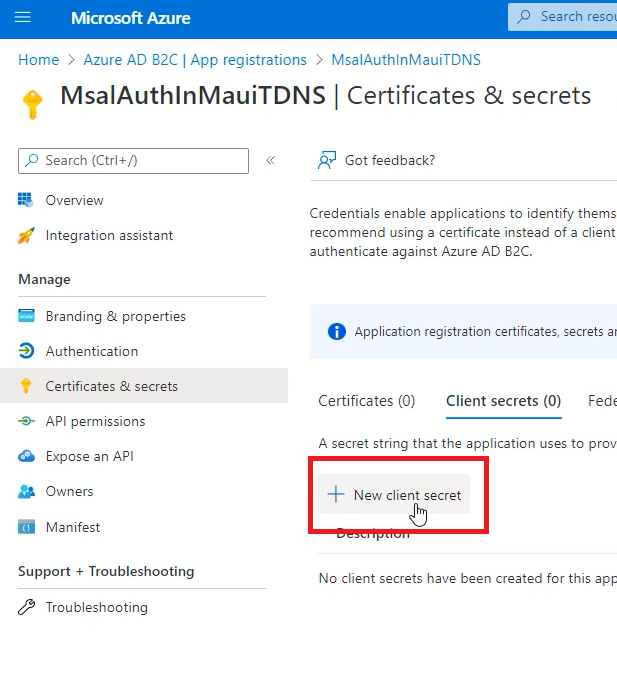 Microsoft Azure
Search resou
Home > Azure AD B2C | App registrations > MsalAuthInMauiTDNS
MsalAuthInMauiTDNS | Certificates & secrets
Search (Ctrl+/)
«
Got feedback?
Overview
Integration assistant
Manage
Branding & properties
Authentication
Certificates & secrets
API permissions
Expose an API
Owners
Manifest
Support + Troubleshooting
Troubleshooting
Credentials enable applications to identify thems
recommend using a certificate instead of a client
authenticate against Azure AD B2C.
Application registration certificates, secrets an
Certificates (0) Client secrets (0) Fede
A secret string that the application uses to prov
New client secret
Description
No client secrets have been created for this app